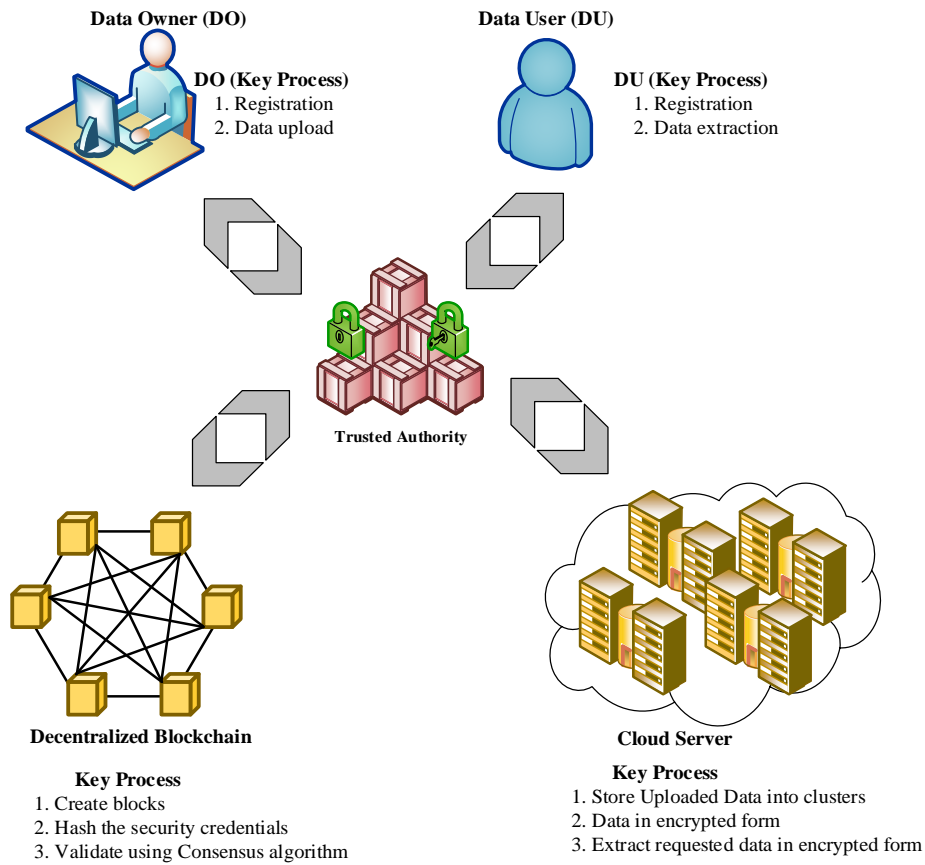 Data Owner (DO)
Data User (DU)
DO (Key Process)
1. Registration
2. Data upload
DU (Key Process)
1. Registration
2. Data extraction
Trusted Authority
Decentralized Blockchain
Key Process
1. Create blocks
2. Hash the security credentials
3. Validate using Consensus algorithm
Cloud Server
Key Process
1. Store Uploaded Data into clusters
2. Data in encrypted form
3. Extract requested data in encrypted form